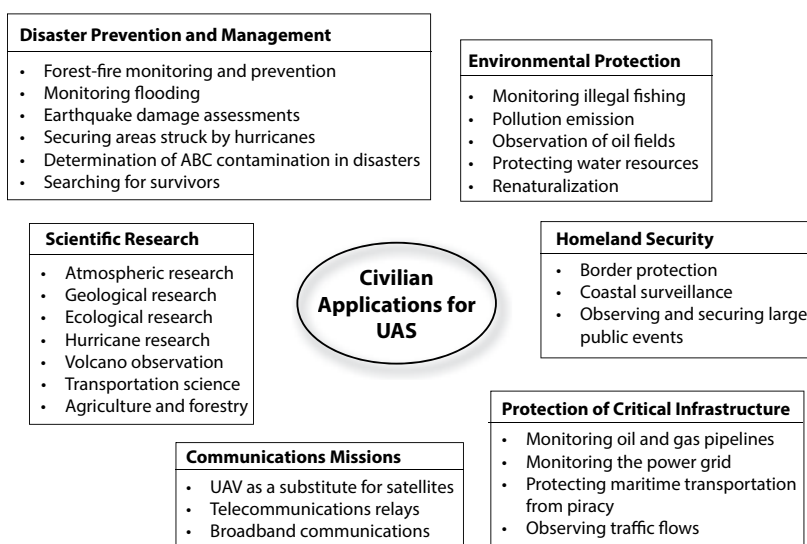 Disaster Prevention and Management
• Forest-fire monitoring and prevention
• Monitoring flooding
• Earthquake damage assessments
• Securing areas struck by hurricanes
• Determination of ABC contamination in disasters
• Searching for survivors
Environmental Protection
• Monitoring illegal fishing
• Pollution emission
• Observation of oil fields
• Protecting water resources
• Renaturalization
Scientific Research
• Atmospheric research
• Geological research
• Ecological research
• Hurricane research
• Volcano observation
• Transportation science
• Agriculture and forestry
Civilian
Applications for
UAS
Homeland Security
• Border protection
• Coastal surveillance
• Observing and securing large
public events
Communications Missions
• UAV as a substitute for satellites
• Telecommunications relays
• Broadband communications
Protection of Critical Infrastructure
• Monitoring oil and gas pipelines
• Monitoring the power grid
• Protecting maritime transportation
from piracy
• Observing traffic flows